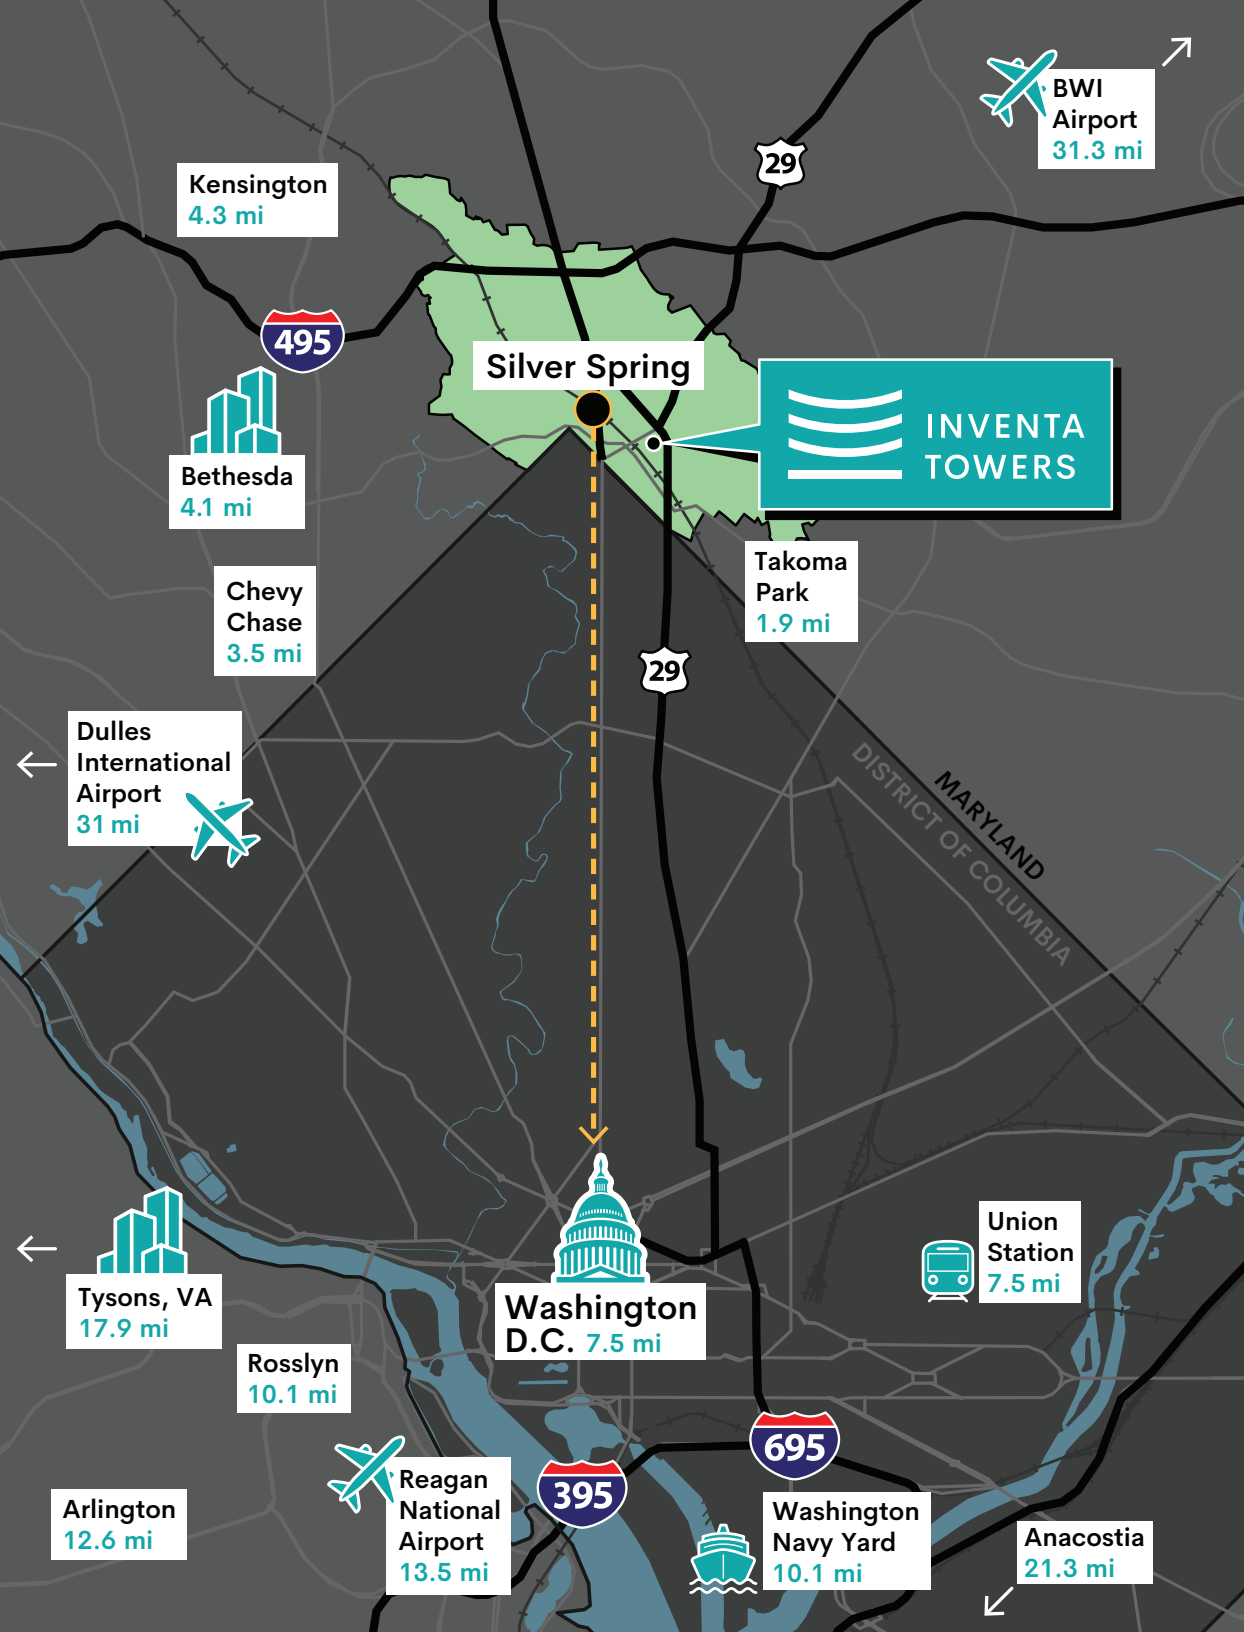 BWI
Airport
31.3 mi
29
Kensington
4.3 mi
495
Silver Spring
INVENTA
TOWERS
Bethesda
4.1 mi
Takoma
Park
1.9 mi
Chevy
Chase
3.5 mi
29
Dulles
International
Airport
31 mi
MARYLAND
DISTRICT OF COLUMBIA
Union
Station
7.5 mi
Tysons, VA
17.9 mi
Washington
D.C. 7.5 mi
Rosslyn
10.1 mi
695
395
Reagan
National
Airport
13.5 mi
Arlington
12.6 mi
Washington
Navy Yard
10.1 mi
Anacostia
21.3 mi